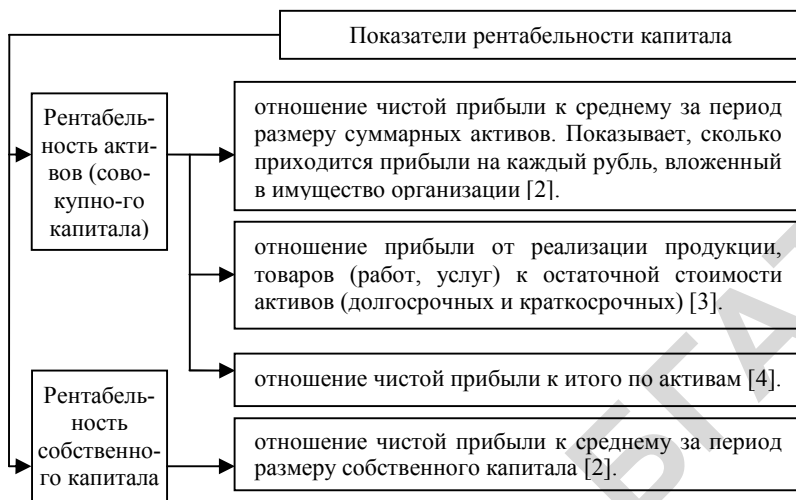 Показатели рентабельности капитала
Рентабель-
ность акти-
вов (сово-
купно-го
капитала)
отношение чистой прибыли к среднему за период
размеру суммарных активов. Показывает, сколько
приходится прибыли на каждый рубль, вложенный
в имущество организации [2].
отношение прибыли от реализации продукции,
товаров (работ, услуг) к остаточной стоимости
активов (долгосрочных и краткосрочных) [3].
отношение чистой прибыли к итого по активам [4].
Рентабель-
ность
собственно-
го капитала
отношение чистой прибыли к среднему за период
размеру собственного капитала [2].
БГАТ